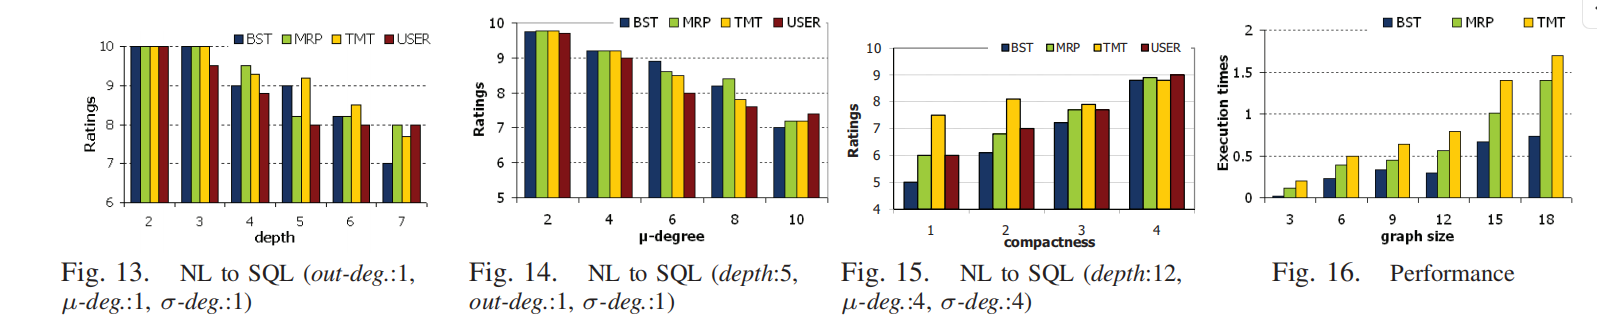 BST MRP TMT USER
10
9
8
7
6
Ratings
2 3 4 5 6 7
depth
Fig. 13. NL to SQL (out-deg.:1,
μ-deg.:1, σ-deg.:1)
BST MRP TMT USER
10
9
8
7
6
5
Ratings
2 4 6 8 10
μ-degree
Fig. 14. NL to SQL (depth:5,
out-deg.:1, σ-deg.:1)
BST MRP TMT USER
10
9
8
7
6
5
4
Ratings
1 2 3 4
compactness
Fig. 15. NL to SQL (depth:12,
μ-deg.:4, σ-deg.:4)
BST MRP TMT
2
1.5
1
0.5
0
Execution times
3 6 9 12 15 18
graph size
Fig. 16. Performance